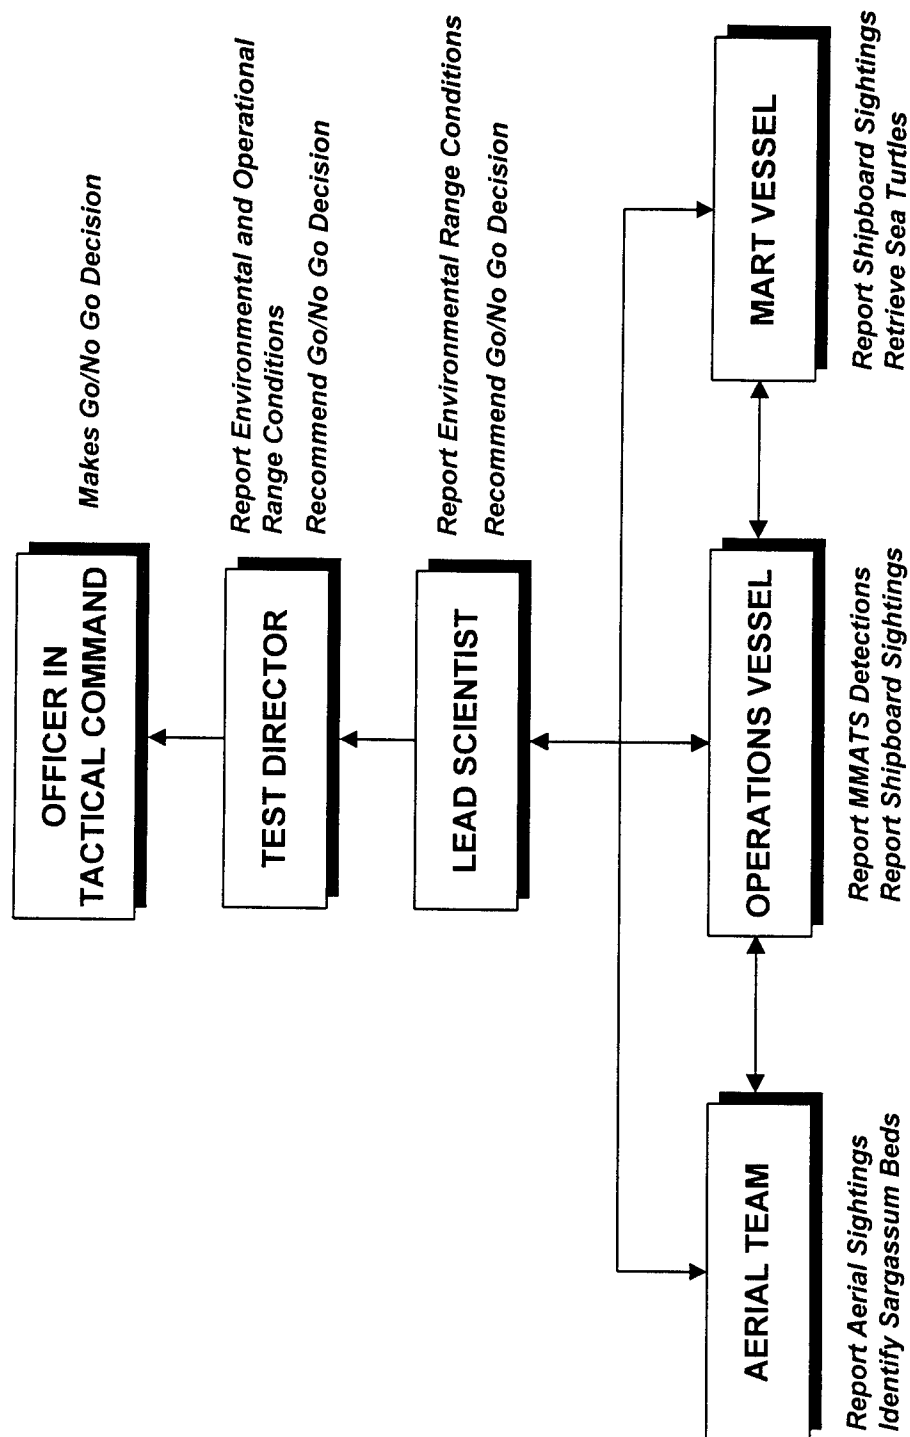 OFFICER IN
TACTICAL COMMAND
Makes Go/No Go Decision
TEST DIRECTOR
Report Environmental and Operational
Range Conditions
Recommend Go/No Go Decision
LEAD SCIENTIST
Report Environmental Range Conditions
Recommend Go/No Go Decision
AERIAL TEAM
Report Aerial Sightings
Identify Sargassum Beds
OPERATIONS VESSEL
Report MMATS Detections
Report Shipboard Sightings
MART VESSEL
Report Shipboard Sightings
Retrieve Sea Turtles